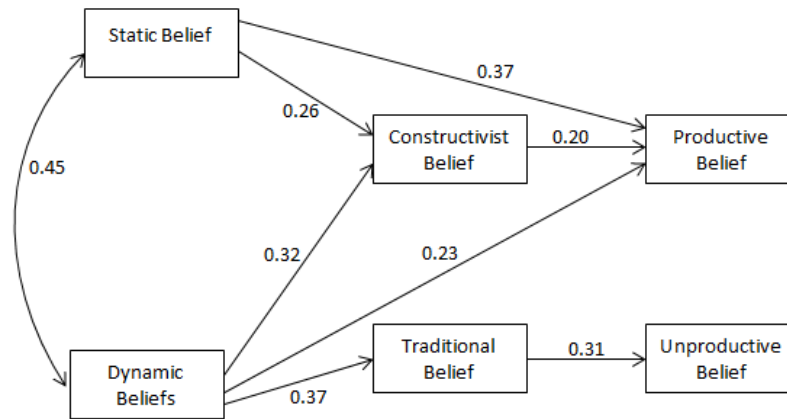 Static Belief
0.37
0.26
Constructivist
Belief
0.20
Productive
Belief
0.45
0.32
0.23
Dynamic
Beliefs
0.37
Traditional
Belief
0.31
Unproductive
Belief